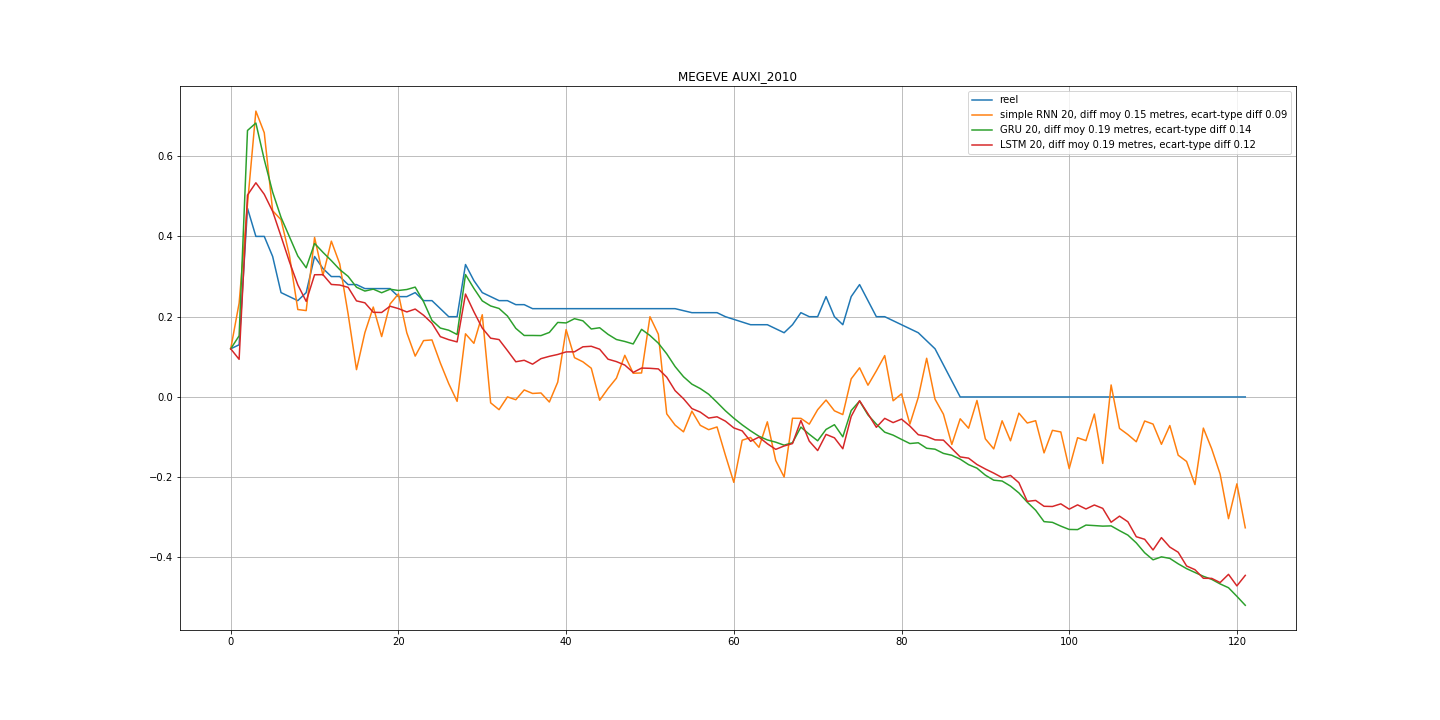 MEGEVE AUXI_2010
reel
simple RNN 20, diff moy 0.15 metres, ecart-type diff 0.09
GRU 20, diff moy 0.19 metres, ecart-type diff 0.14
LSTM 20, diff moy 0.19 metres, ecart-type diff 0.12
0.6
0.4
0.2
0.0
−0.2
−0.4
0 20 40 60 80 100 120